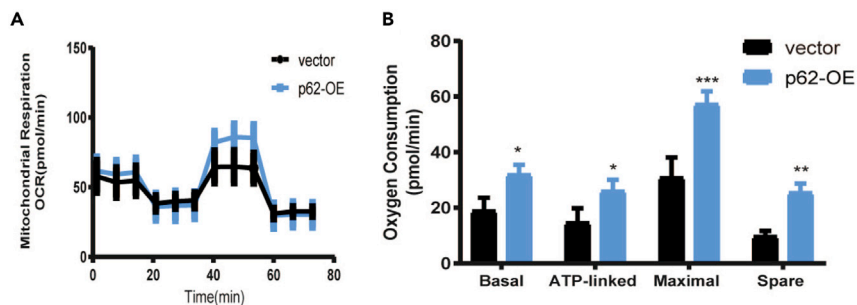 A
Mitochondrial Respiration
OCR(pmol/min)
150
100
50
0
0
20
40
60
80
Time(min)
vector
p62-OE
B
Oxygen Consumption
(pmol/min)
80
60
40
20
0
vector
p62-OE
*
*
***
**
Basal
ATP-linked
Maximal
Spare